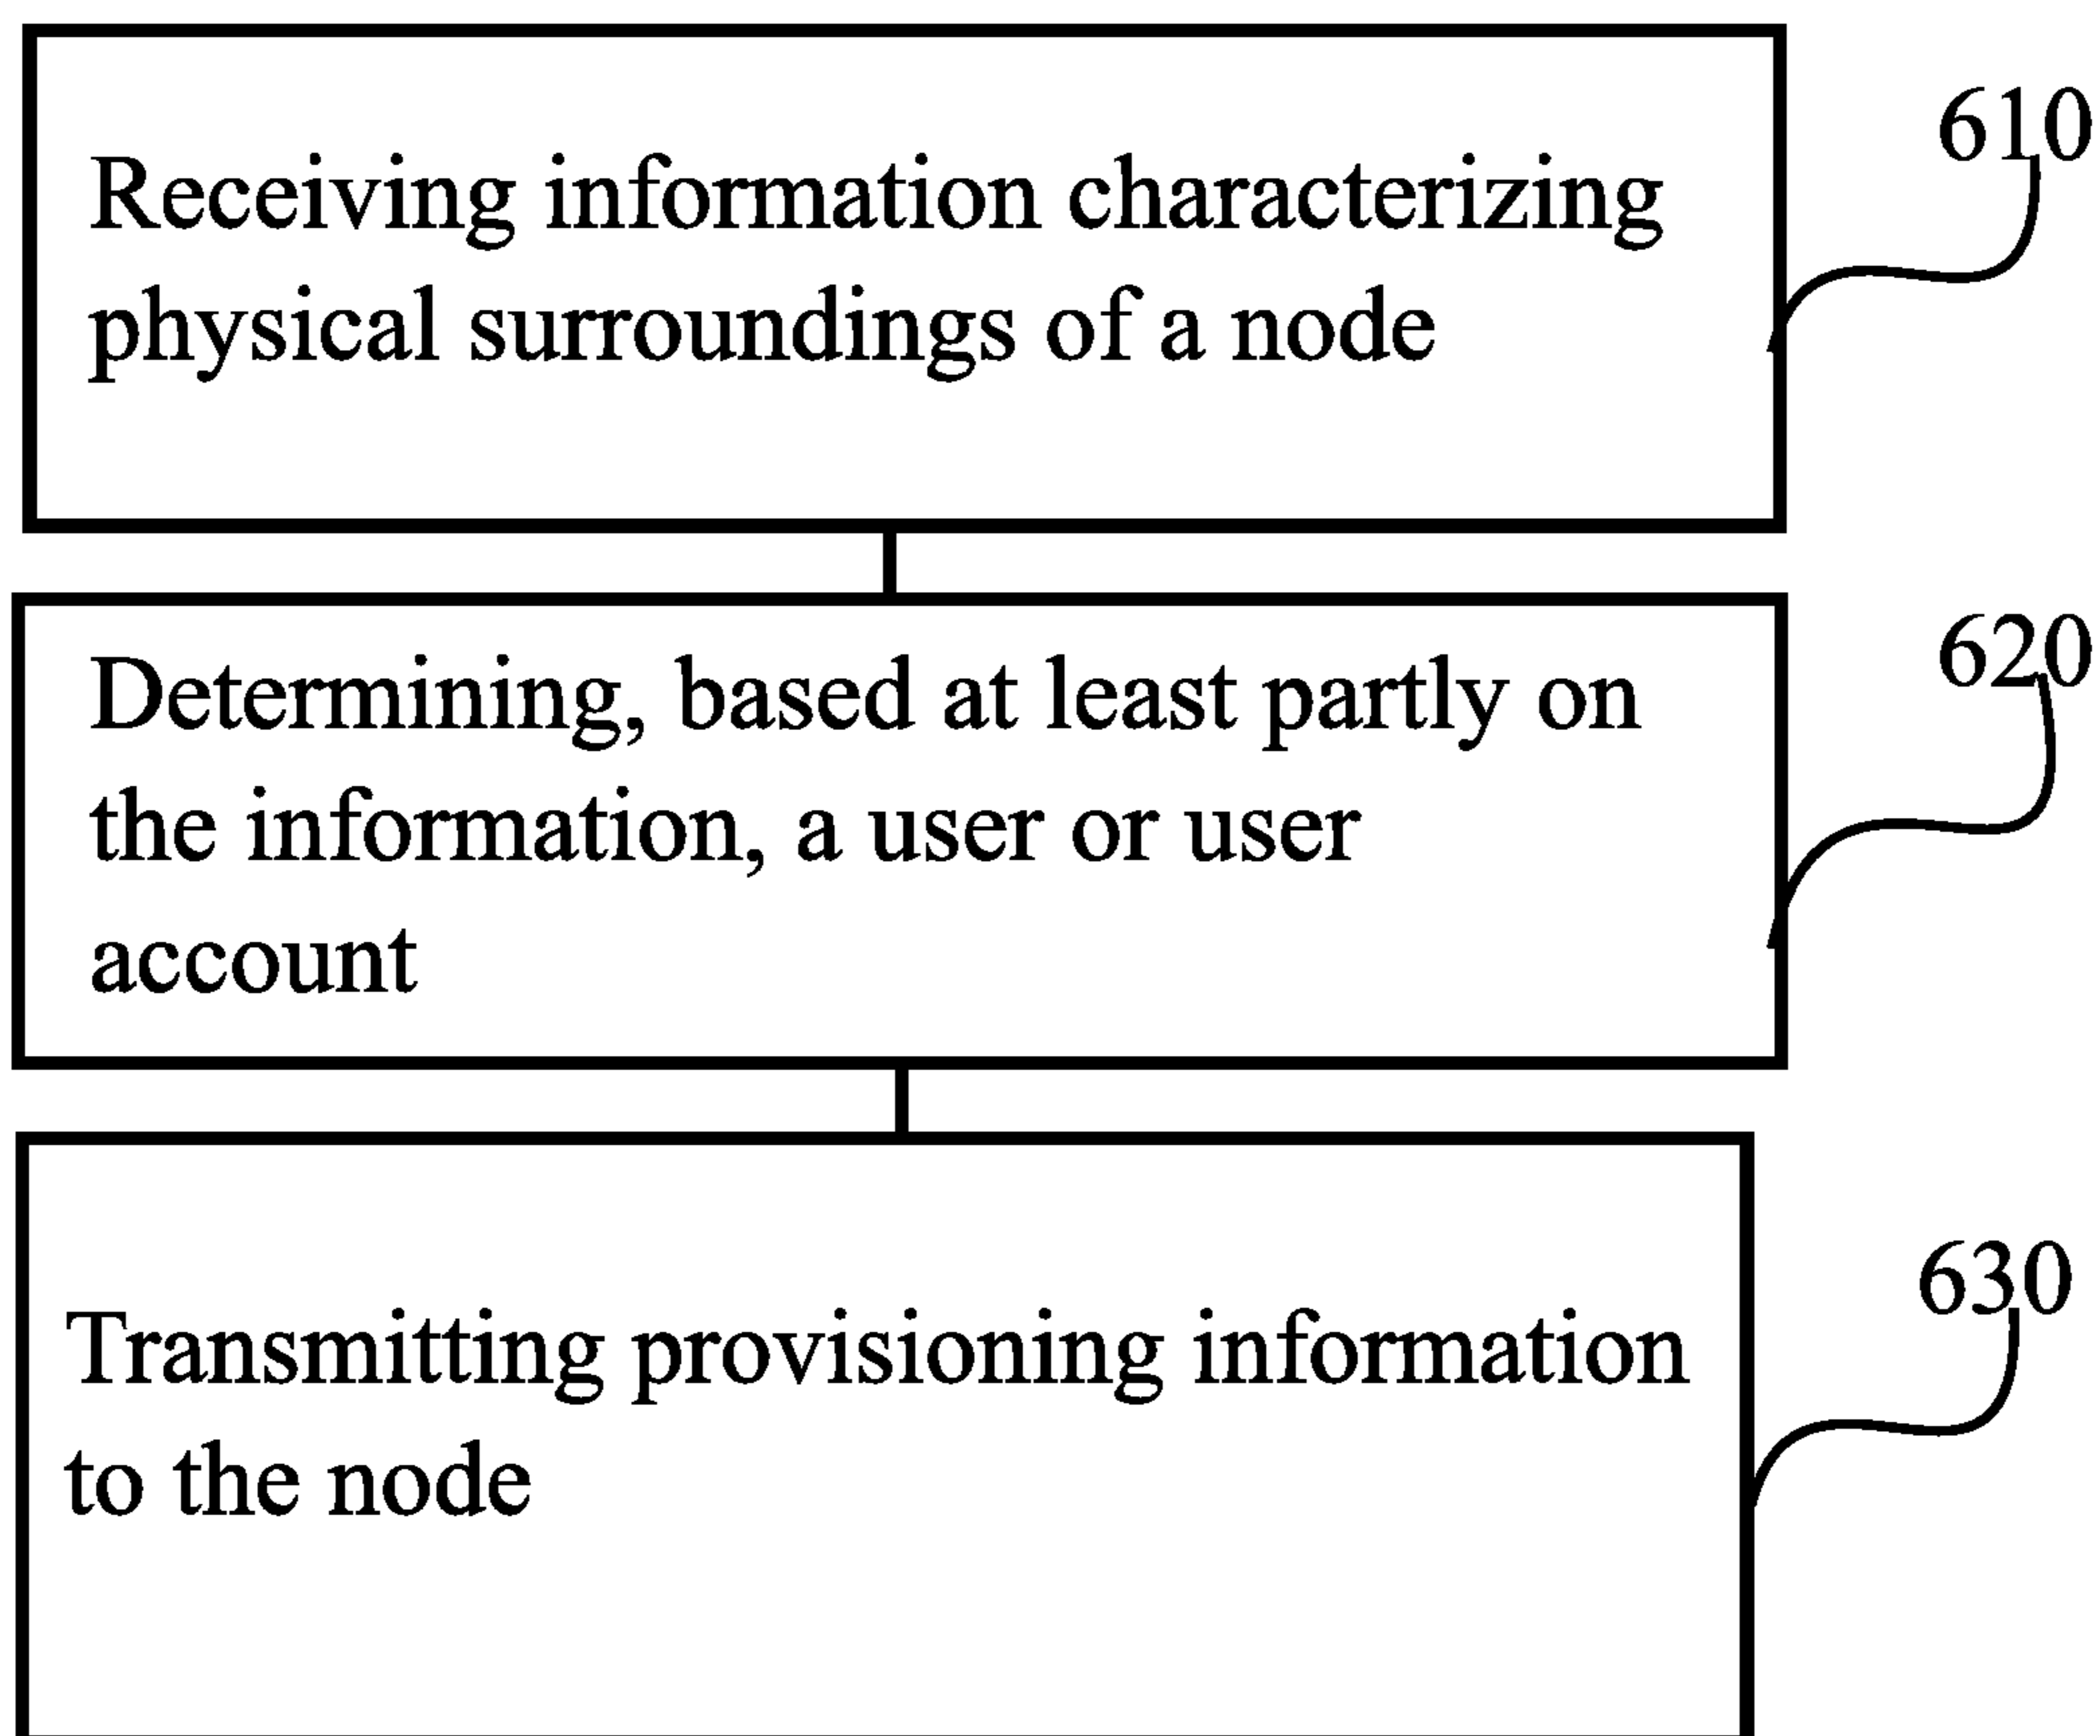 610
Receiving information characterizing
physical surroundings of a node
620
Determining, based at least partly on
the information, a user or user
account
630
Transmitting provisioning information
to the node